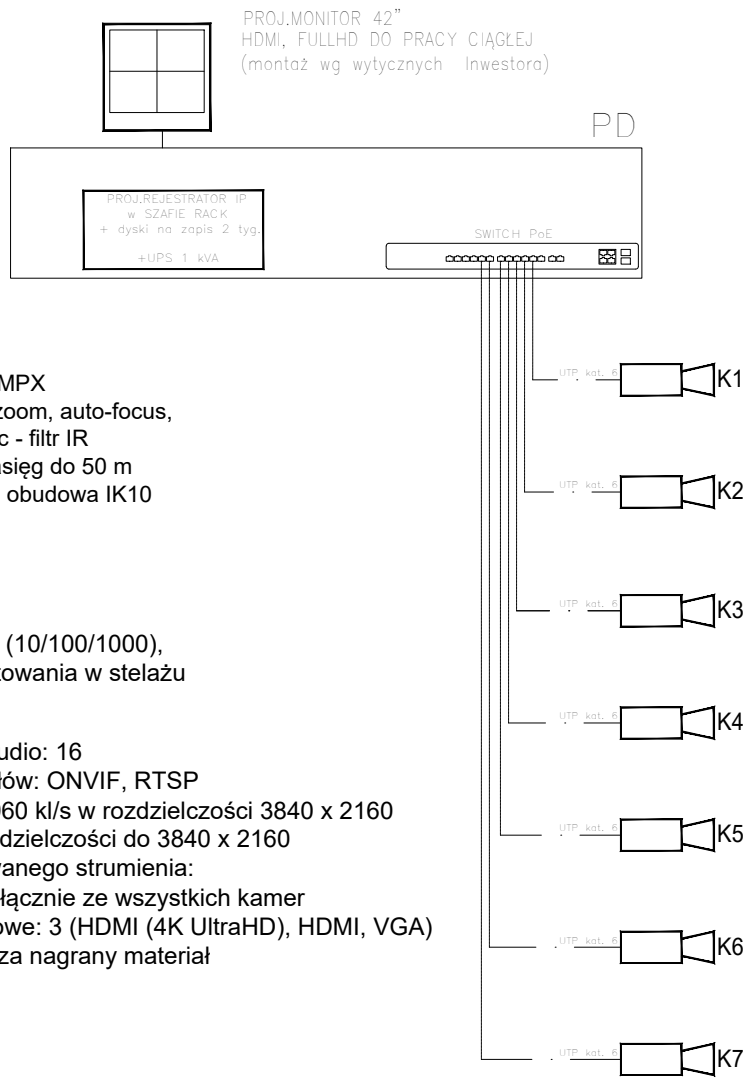 PROJ.MONITOR 42"
HDMI, FULLHD DO PRACY CIĄGŁEJ
(montaż wg wytycznych Inwestora)
PD
PROJ.REJESTRATOR IP
w SZAFIE RACK
+ dyski na zapis 2 tyg.
+UPS 1 kVA
SWITCH PoE
MPX
zoom, auto-focus,
c - filtr IR
asięg do 50 m
obudowa IK10
(10/100/1000),
towania w stelażu
udio: 16
łów: ONVIF, RTSP
960 kl/s w rozdzielczości 3840 x 2160
dzielczości do 3840 x 2160
wanego strumienia:
łącznie ze wszystkich kamer
owe: 3 (HDMI (4K UltraHD), HDMI, VGA)
za nagrany materiał
UTP kat. 6 K1
UTP kat. 6 K2
UTP kat. 6 K3
UTP kat. 6 K4
UTP kat. 6 K5
UTP kat. 6 K6
UTP kat. 6 K7